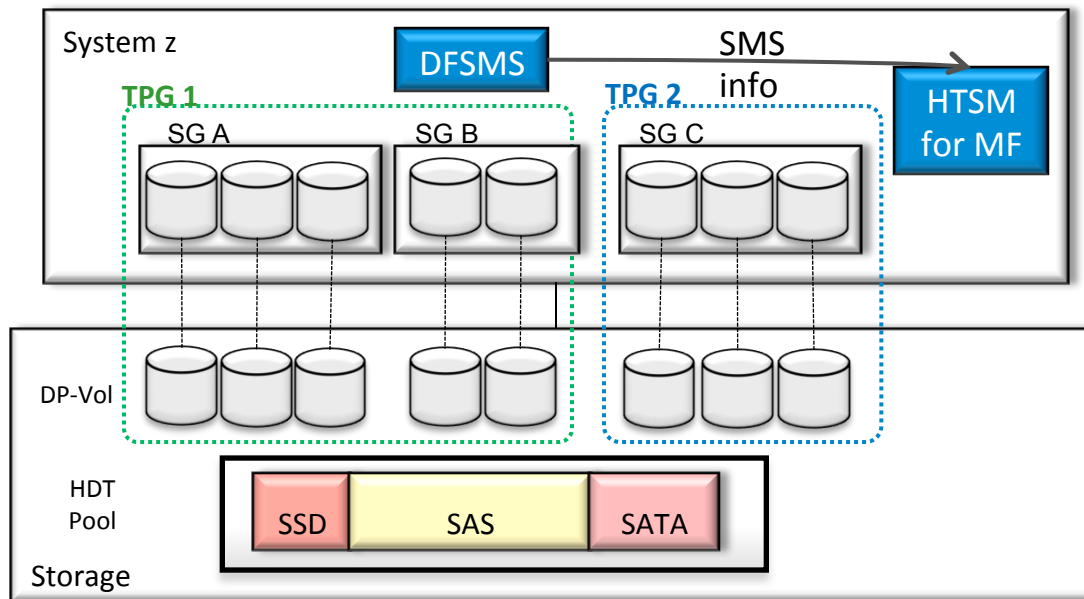 System z
DFSMS
SMS
info
HTSM
for MF
TPG 1
TPG 2
SG A
SG B
SG C
DP-Vol
HDT
Pool
SSD
SAS
SATA
Storage